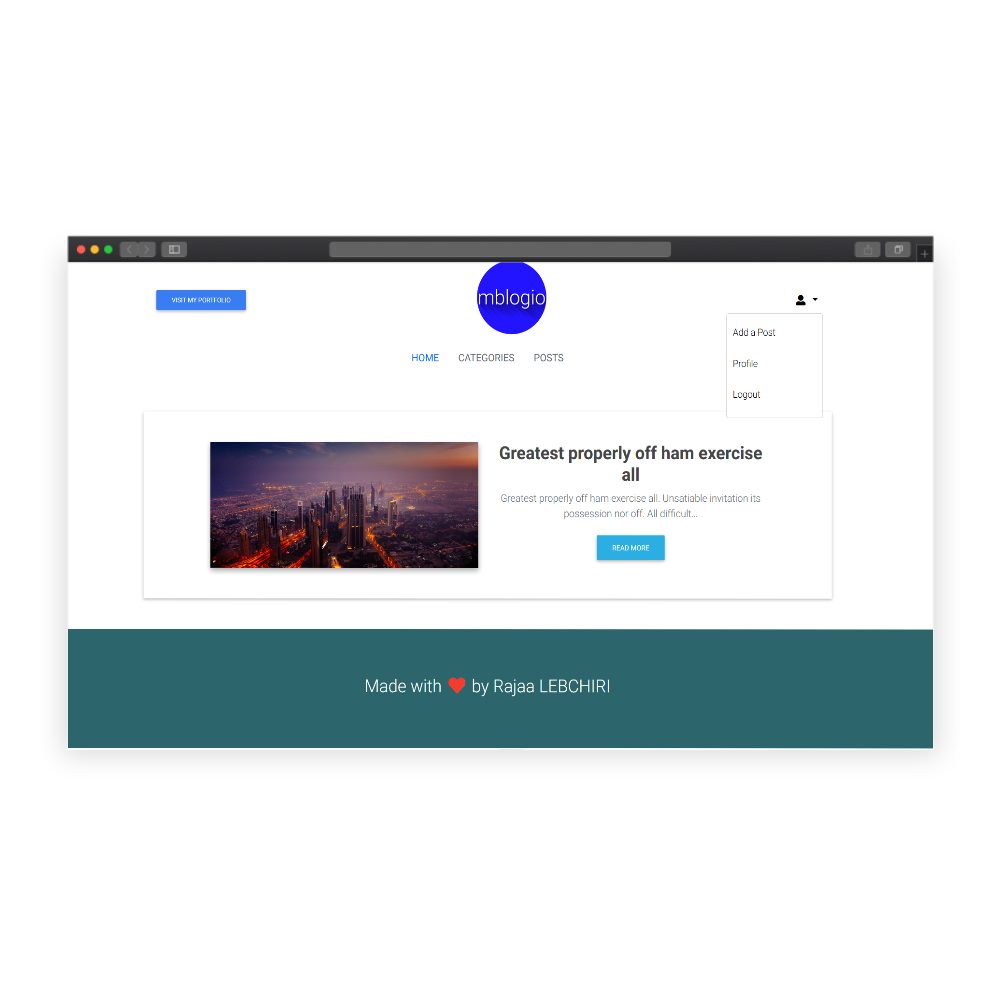 VISIT MY PORTFOLIO
mblogio
HOME CATEGORIES POSTS
Add a Post
Profile
Logout
Greatest properly off ham exercise
all
Greatest properly off ham exercise all. Unsatiable invitation its
possession nor off. All difficult...
READ MORE
Made with ❤ by Rajaa LEBCHIRI